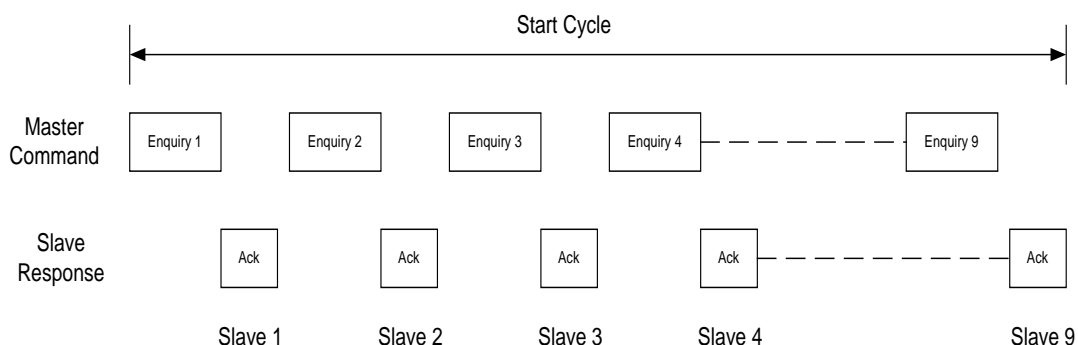 Start Cycle
Master
Command
Enquiry 1
Enquiry 2
Enquiry 3
Enquiry 4
Enquiry 9
Slave
Response
Ack
Ack
Ack
Ack
Ack
Slave 1
Slave 2
Slave 3
Slave 4
Slave 9